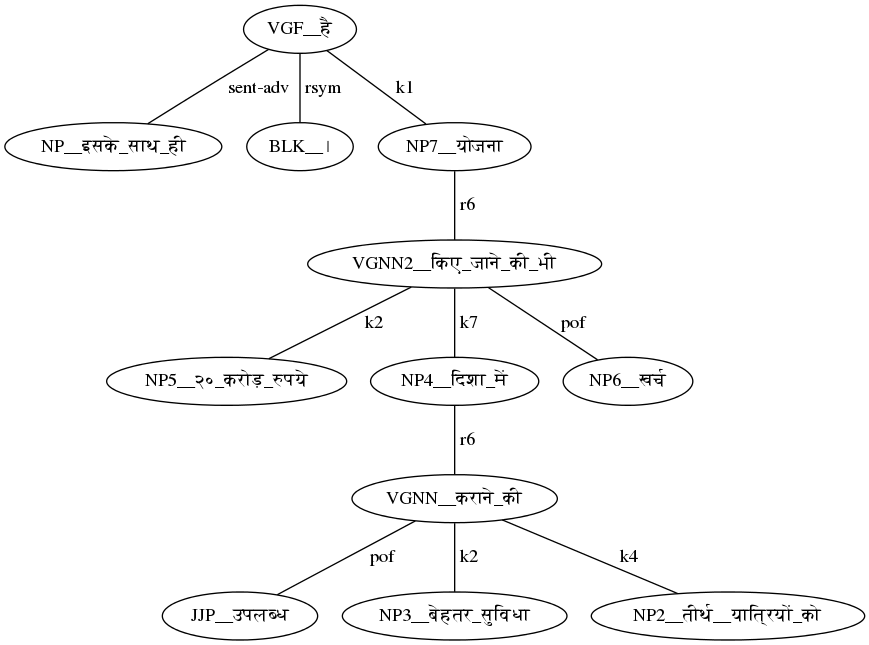 VGF__है
sent-adv rsym k1
NP__इसके_साथ_ही BLK__। NP7__योजना
r6
VGNN2__किए_जाने_की_भी
k2 k7 pof
NP5__२०_करोड़_रुपये NP4__दिशा_में NP6__खर्च
r6
VGNN__कराने_की
pof k2 k4
JJP__उपलब्ध NP3__बेहतर_सुविधा NP2__तीर्थ__यात्रियों_को